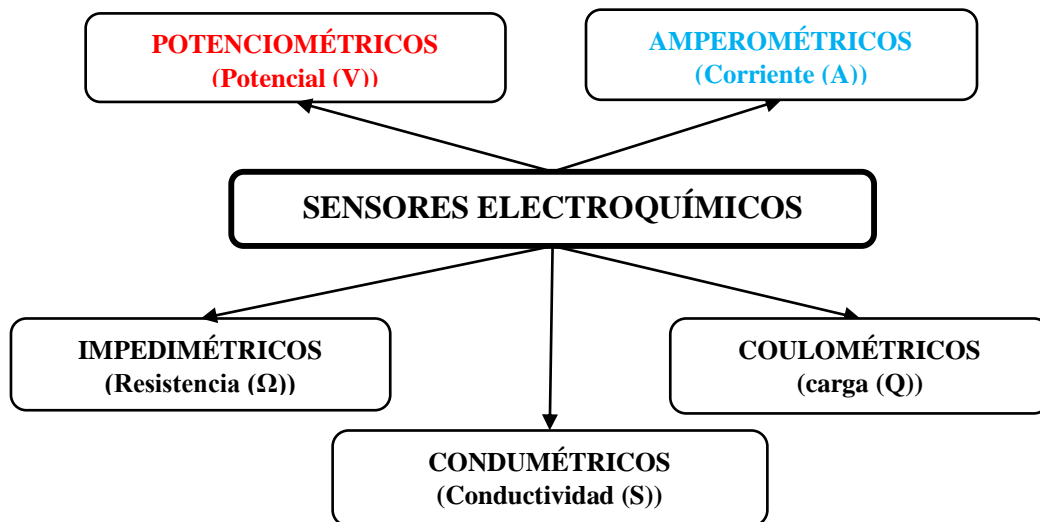 POTENCIOMÉTRICOS
(Potencial (V))
AMPEROMÉTRICOS
(Corriente (A))
SENSORES ELECTROQUÍMICOS
IMPEDIMÉTRICOS
(Resistencia (Ω))
COULOMÉTRICOS
(carga (Q))
CONDUMÉTRICOS
(Conductividad (S))